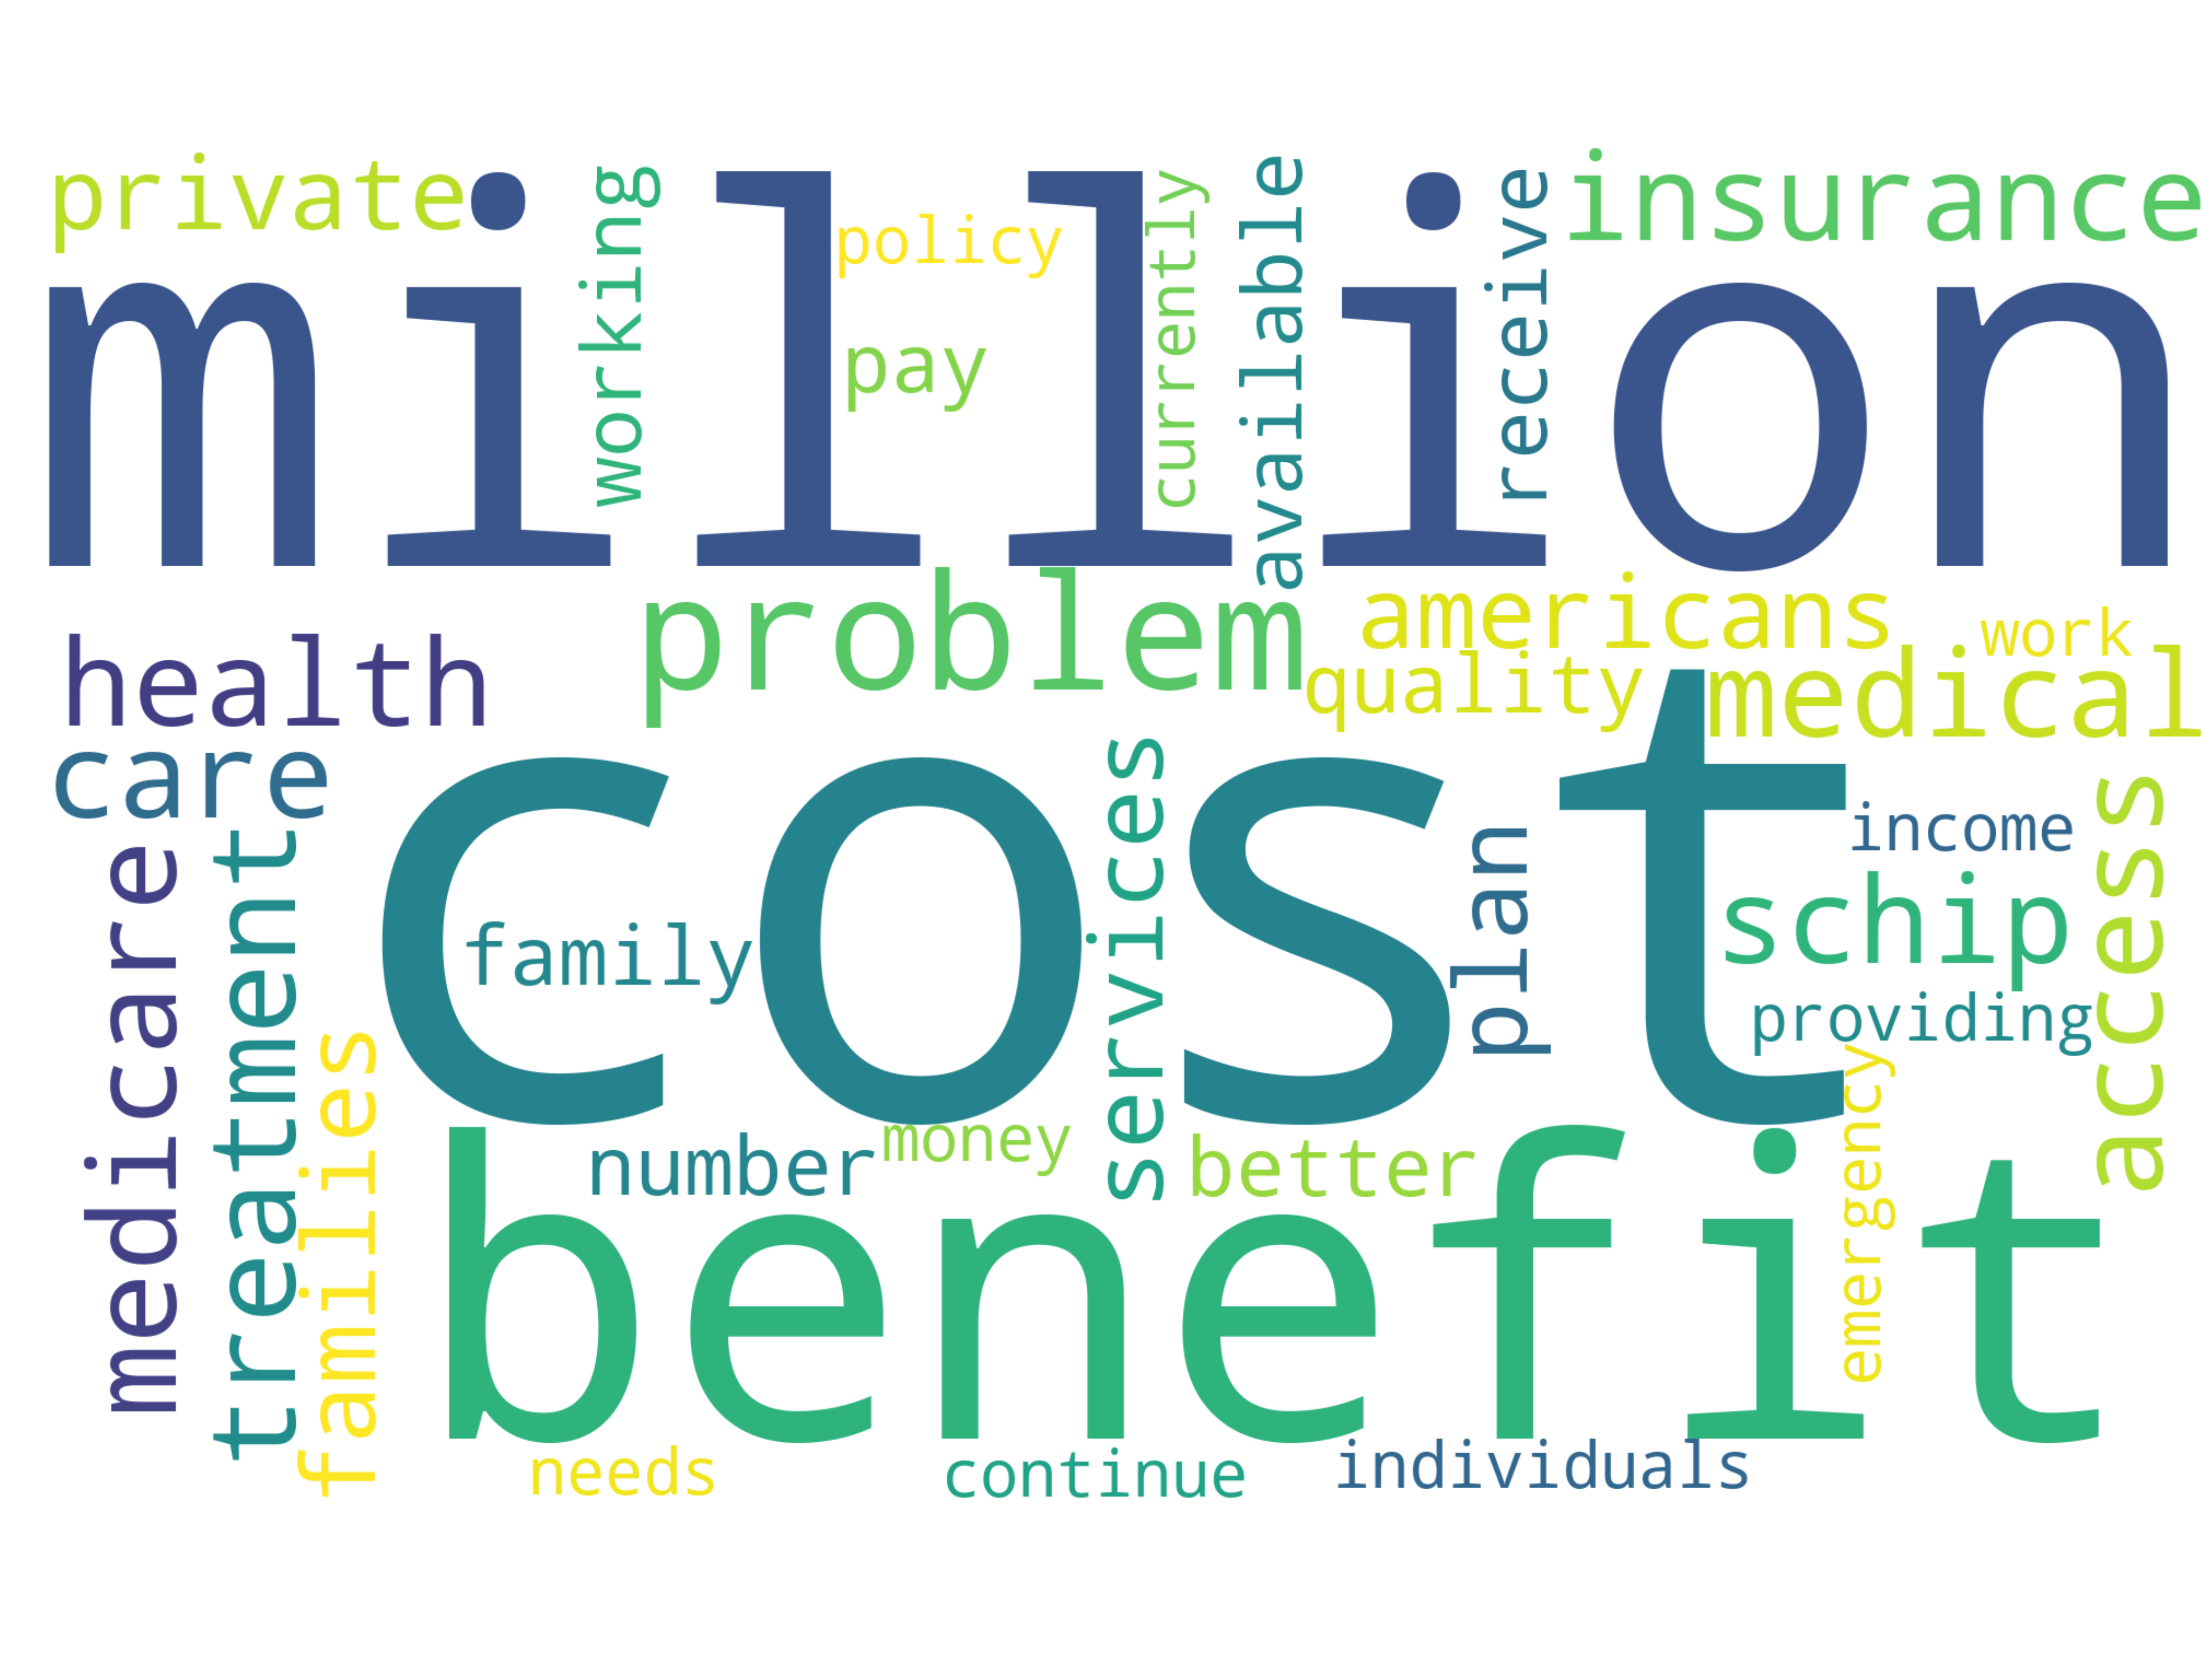 private
working
policy
currently
available
receive
insurance
million
pay
problem
americans
work
health
quality
medical
care
cost
services
income
medicare
treatment
family
plan
schip
access
providing
families
number
money
better
emergency
benefit
needs
continue
individuals